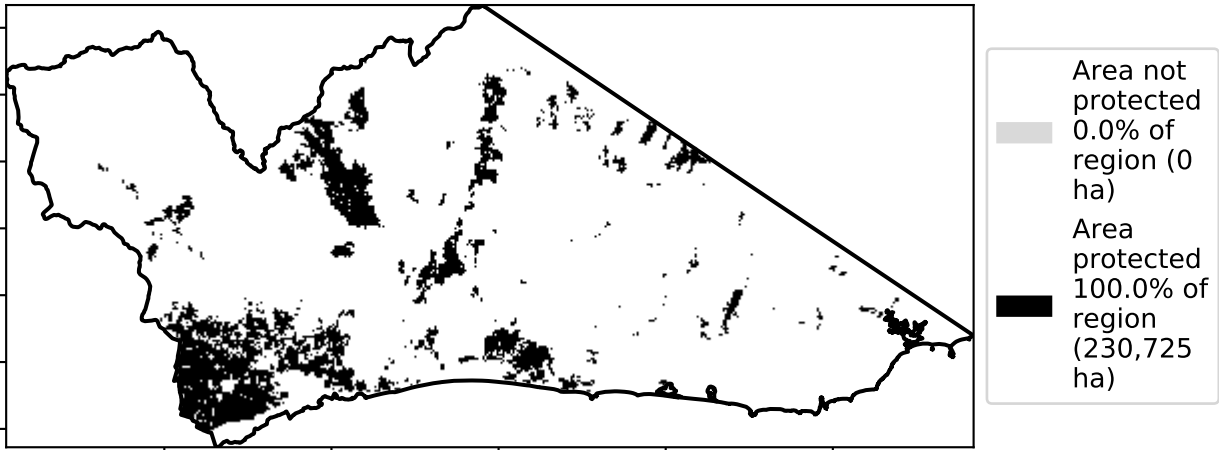 Area not
protected
0.0% of
region (0
ha)
Area
protected
100.0% of
region
(230,725
ha)